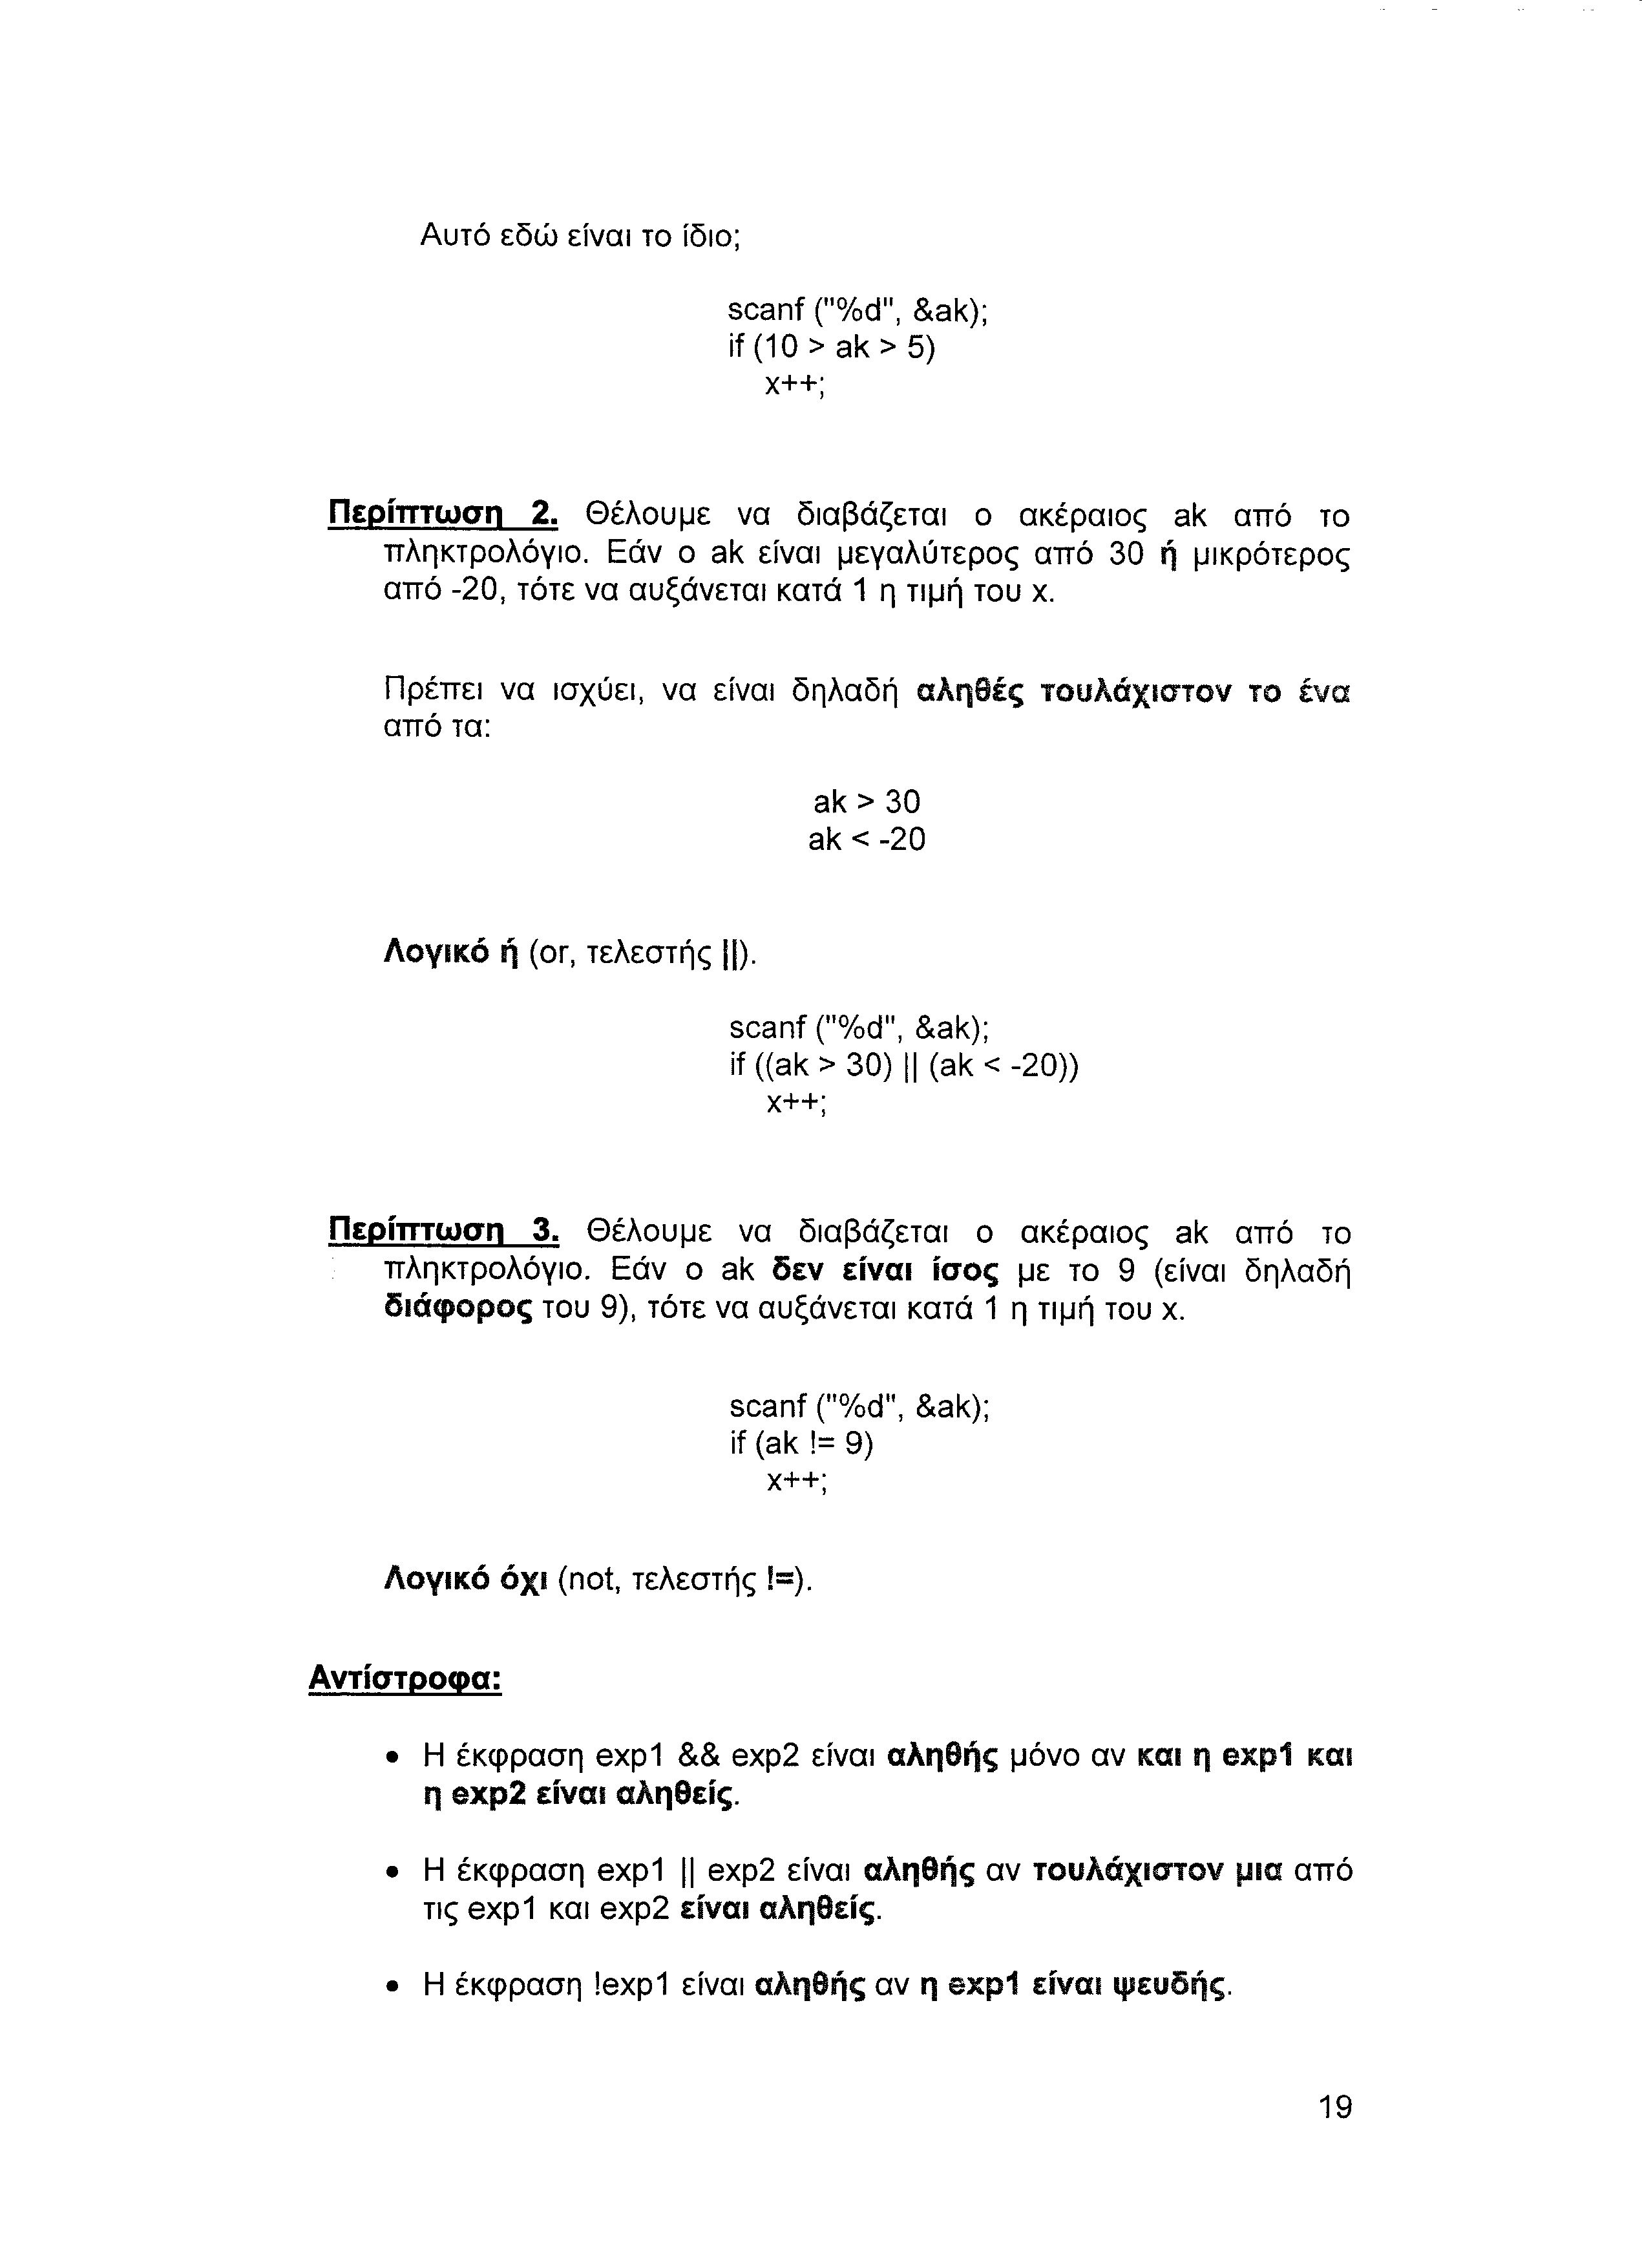 Αυτό εδώ είναι το ίδιο;
scanf ("%d", &ak);
if (10 > ak > 5)
x++;
Περίπτωση 2. Θέλουμε να διαβάζεται ο ακέραιος ak από το
πληκτρολόγιο. Εάν ο ak είναι μεγαλύτερος από 30 ή μικρότερος
από -20, τότε να αυξάνεται κατά 1 η τιμή του x.
Πρέπει να ισχύει, να είναι δηλαδή αληθές τουλάχιστον το ένα
από τα:
ak > 30
ak < -20
Λογικό ή (or, τελεστής ||).
scanf ("%d", &ak);
if ((ak > 30) || (ak < -20))
x++;
Περίπτωση 3. Θέλουμε να διαβάζεται ο ακέραιος ak από το
πληκτρολόγιο. Εάν ο ak δεν είναι ίσος με το 9 (είναι δηλαδή
διάφορος του 9), τότε να αυξάνεται κατά 1 η τιμή του x.
scanf ("%d", &ak);
if (ak != 9)
x++;
Λογικό όχι (not, τελεστής !=).
Αντίστροφα:
• Η έκφραση exp1 && exp2 είναι αληθής μόνο αν και η exp1 και
η exp2 είναι αληθείς.
• Η έκφραση exp1 || exp2 είναι αληθής αν τουλάχιστον μια από
τις exp1 και exp2 είναι αληθείς.
• Η έκφραση !exp1 είναι αληθής αν η exp1 είναι ψευδής.
19